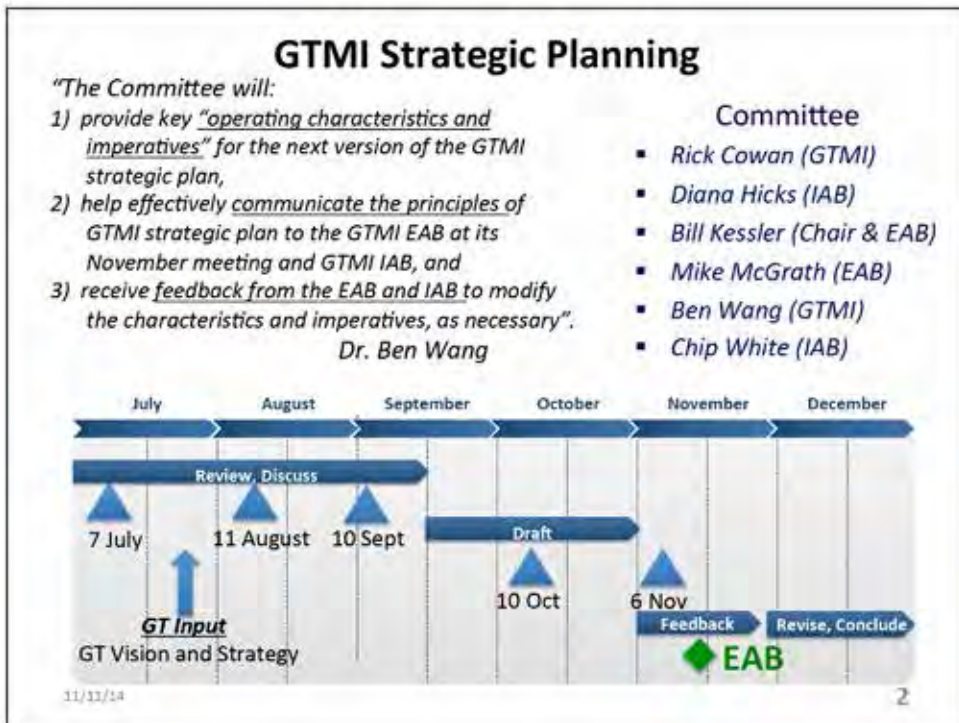 GTMI Strategic Planning
"The Committee will:
1) provide key "operating characteristics and
imperatives" for the next version of the GTMI
strategic plan,
2) help effectively communicate the principles of
GTMI strategic plan to the GTMI EAB at its
November meeting and GTMI IAB, and
3) receive feedback from the EAB and IAB to modify
the characteristics and imperatives, as necessary".
Dr. Ben Wang
Committee
▪ Rick Cowan (GTMI)
▪ Diana Hicks (IAB)
▪ Bill Kessler (Chair & EAB)
▪ Mike McGrath (EAB)
▪ Ben Wang (GTMI)
▪ Chip White (IAB)
July August September October November December
Review, Discuss
7 July 11 August 10 Sept
Draft
10 Oct 6 Nov
GT Input
GT Vision and Strategy
Feedback Revise, Conclude
EAB
11/11/14 2